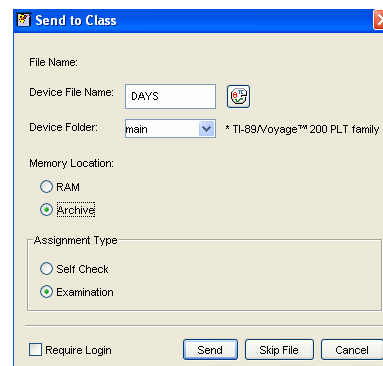 Send to Class
File Name:
Device File Name: DAYS
Device Folder: main * TI-89/Voyage™ 200 PLT family
Memory Location:
RAM
Archive
Assignment Type
Self Check
Examination
Require Login Send Skip File Cancel